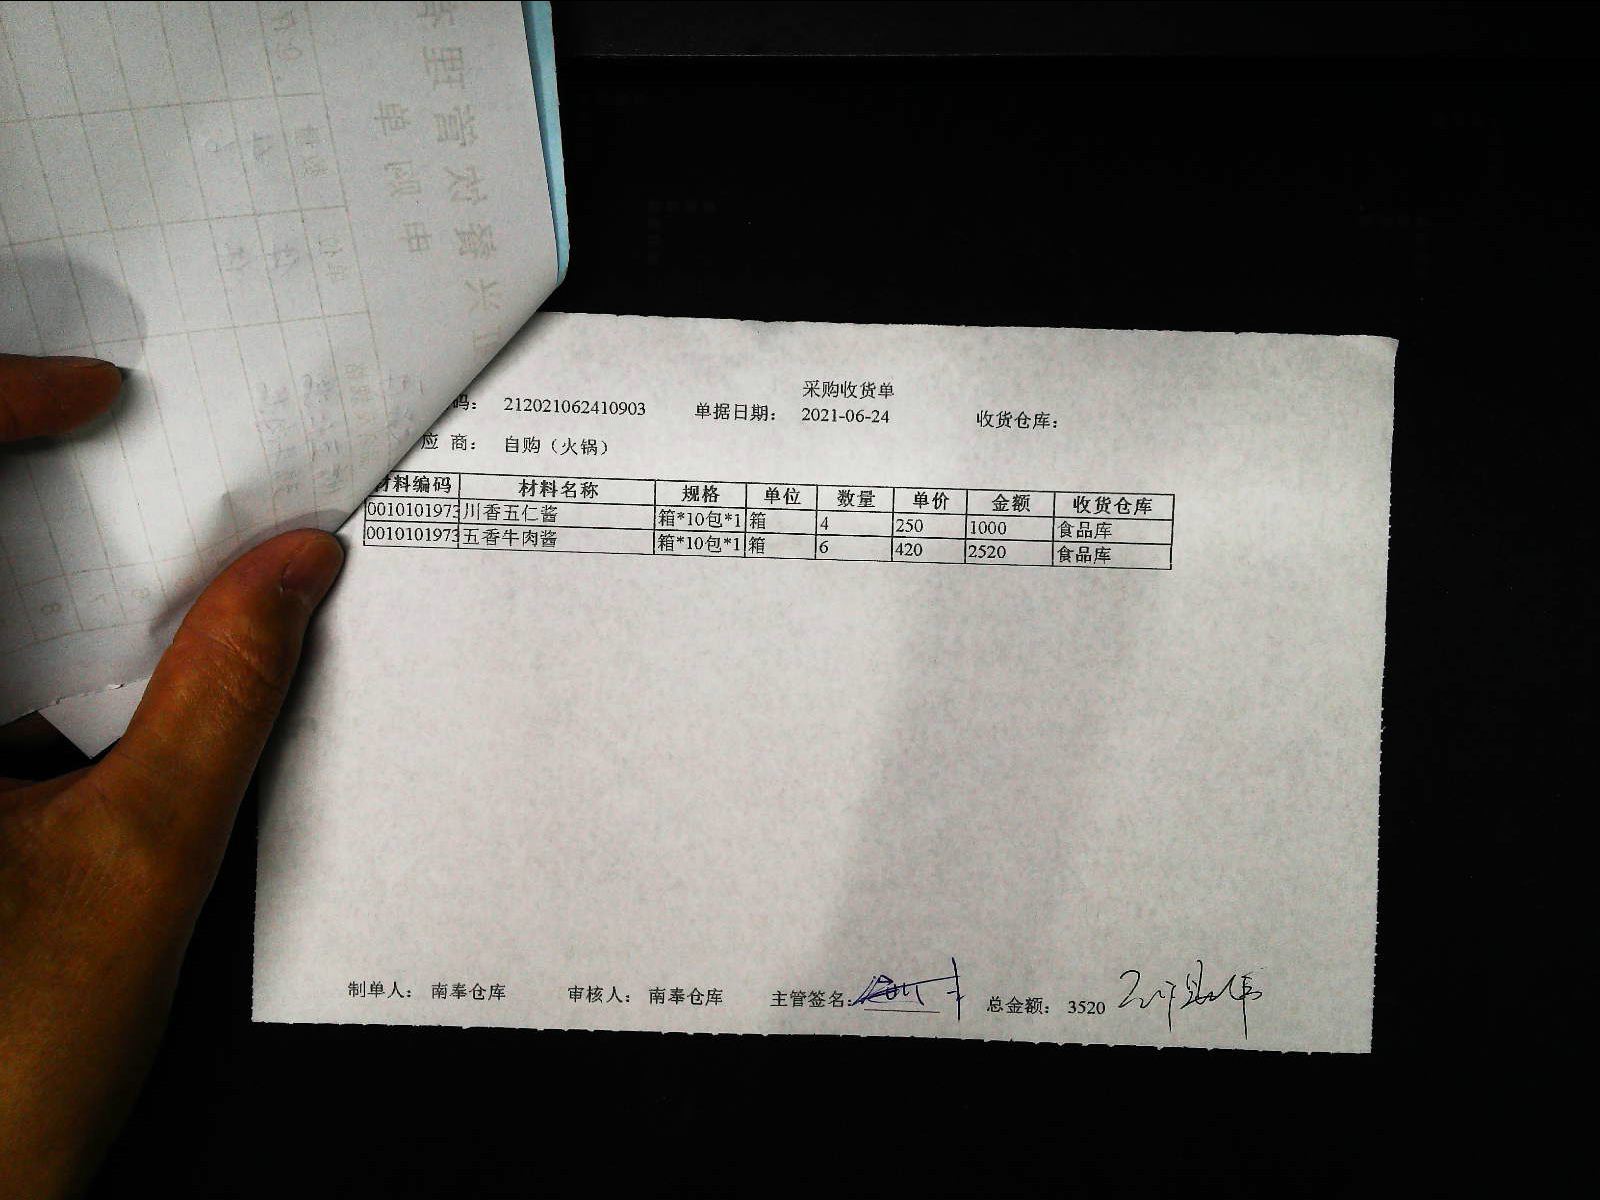 采购收货单
码： 212021062410903 单据日期： 2021-06-24 收货仓库：
应 商： 自购（火锅）
材料编码 材料名称 规格 单位 数量 单价 金额 收货仓库
0010101973 川香五仁酱 箱*10包*1 箱 4 250 1000 食品库
0010101973 五香牛肉酱 箱*10包*1 箱 6 420 2520 食品库
制单人： 南奉仓库 审核人： 南奉仓库 主管签名： 总金额： 3520